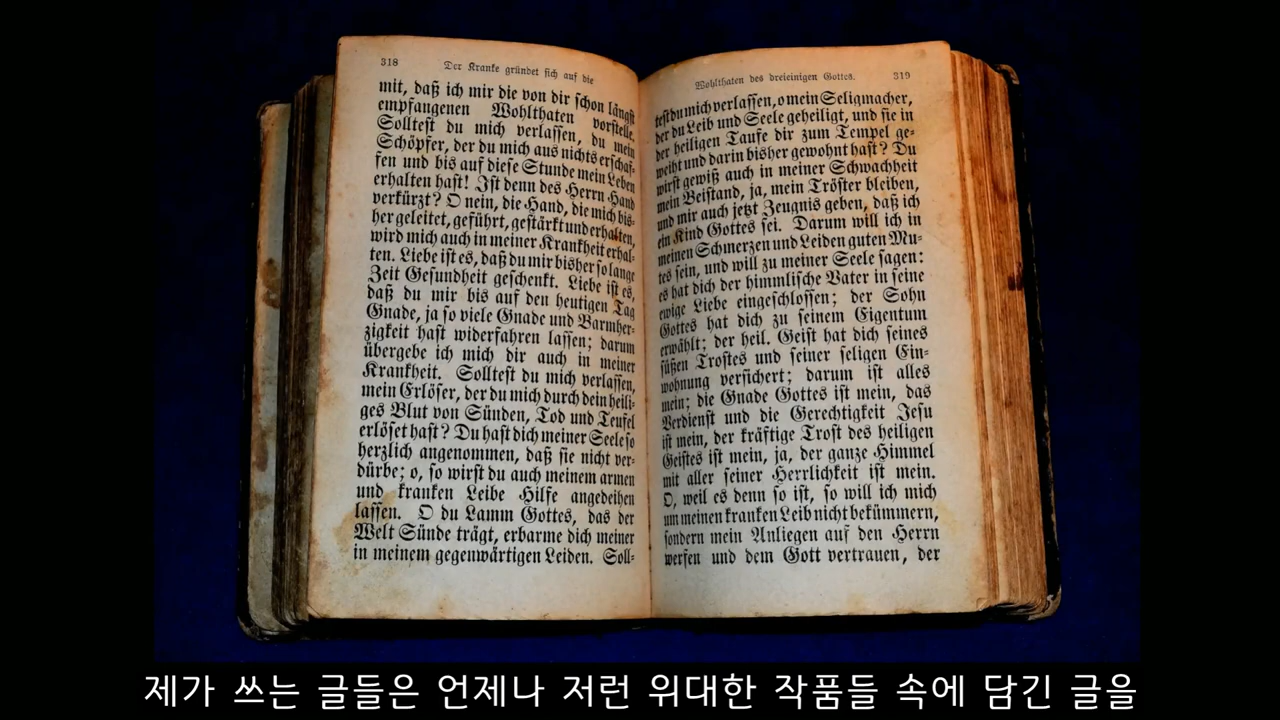 318 Der Kranke gründet sich auf die
mit, daß ich mir die von dir schon längst
empfangenen Wohlthaten vorstelle.
Solltest du mich verlassen, du mein
Schöpfer, der du mich aus nichts erschaf-
fen und bis auf diese Stunde mein Leben
erhalten hast! Ist denn des Herrn Hand
verkürzt? O nein, die Hand, die mich bis-
her geleitet, geführt, gestärkt und erhalten,
wird mich auch in meiner Krankheit erhal-
ten. Liebe ist es, daß du mir bisher so lange
Zeit Gesundheit geschenkt. Liebe ist es,
daß du mir bis auf den heutigen Tag
Gnade, ja so viele Gnade und Barmher-
zigkeit hast widerfahren lassen; darum
übergebe ich mich dir auch in meiner
Krankheit. Solltest du mich verlassen,
mein Erlöser, der du mich durch dein heili-
ges Blut von Sünden, Tod und Teufel
erlöset hast? Du hast dich meiner Seele so
herzlich angenommen, daß sie nicht ver-
dürbe; o, so wirst du auch meinem armen
und kranken Leibe Hilfe angedeihen
lassen. O du Lamm Gottes, das der
Welt Sünde trägt, erbarme dich meiner
in meinem gegenwärtigen Leiden. Soll-
Wohlthaten des dreieinigen Gottes. 319
test du mich verlassen, o mein Seligmacher,
der du Leib und Seele geheiligt, und sie in
der heiligen Taufe dir zum Tempel ge-
weiht und darin bisher gewohnt hast? Du
wirst gewiß auch in meiner Schwachheit
mein Beistand, ja, mein Tröster bleiben,
und mir auch jetzt Zeugnis geben, daß ich
ein Kind Gottes sei. Darum will ich in
meinen Schmerzen und Leiden guten Mu-
tes sein, und will zu meiner Seele sagen:
es hat dich der himmlische Vater in seine
ewige Liebe eingeschlossen; der Sohn
Gottes hat dich zu seinem Eigentum
erwählt; der heil. Geist hat dich seines
süßen Trostes und seiner seligen Ein-
wohnung versichert; darum ist alles
mein; die Gnade Gottes ist mein, das
Verdienst und die Gerechtigkeit Jesu
ist mein, der kräftige Trost des heiligen
Geistes ist mein, ja, der ganze Himmel
mit aller seiner Herrlichkeit ist mein.
O, weil es denn so ist, so will ich mich
um meinen kranken Leib nicht bekümmern,
sondern mein Anliegen auf den Herrn
werfen und dem Gott vertrauen, der
제가 쓰는 글들은 언제나 저런 위대한 작품들 속에 담긴 글을